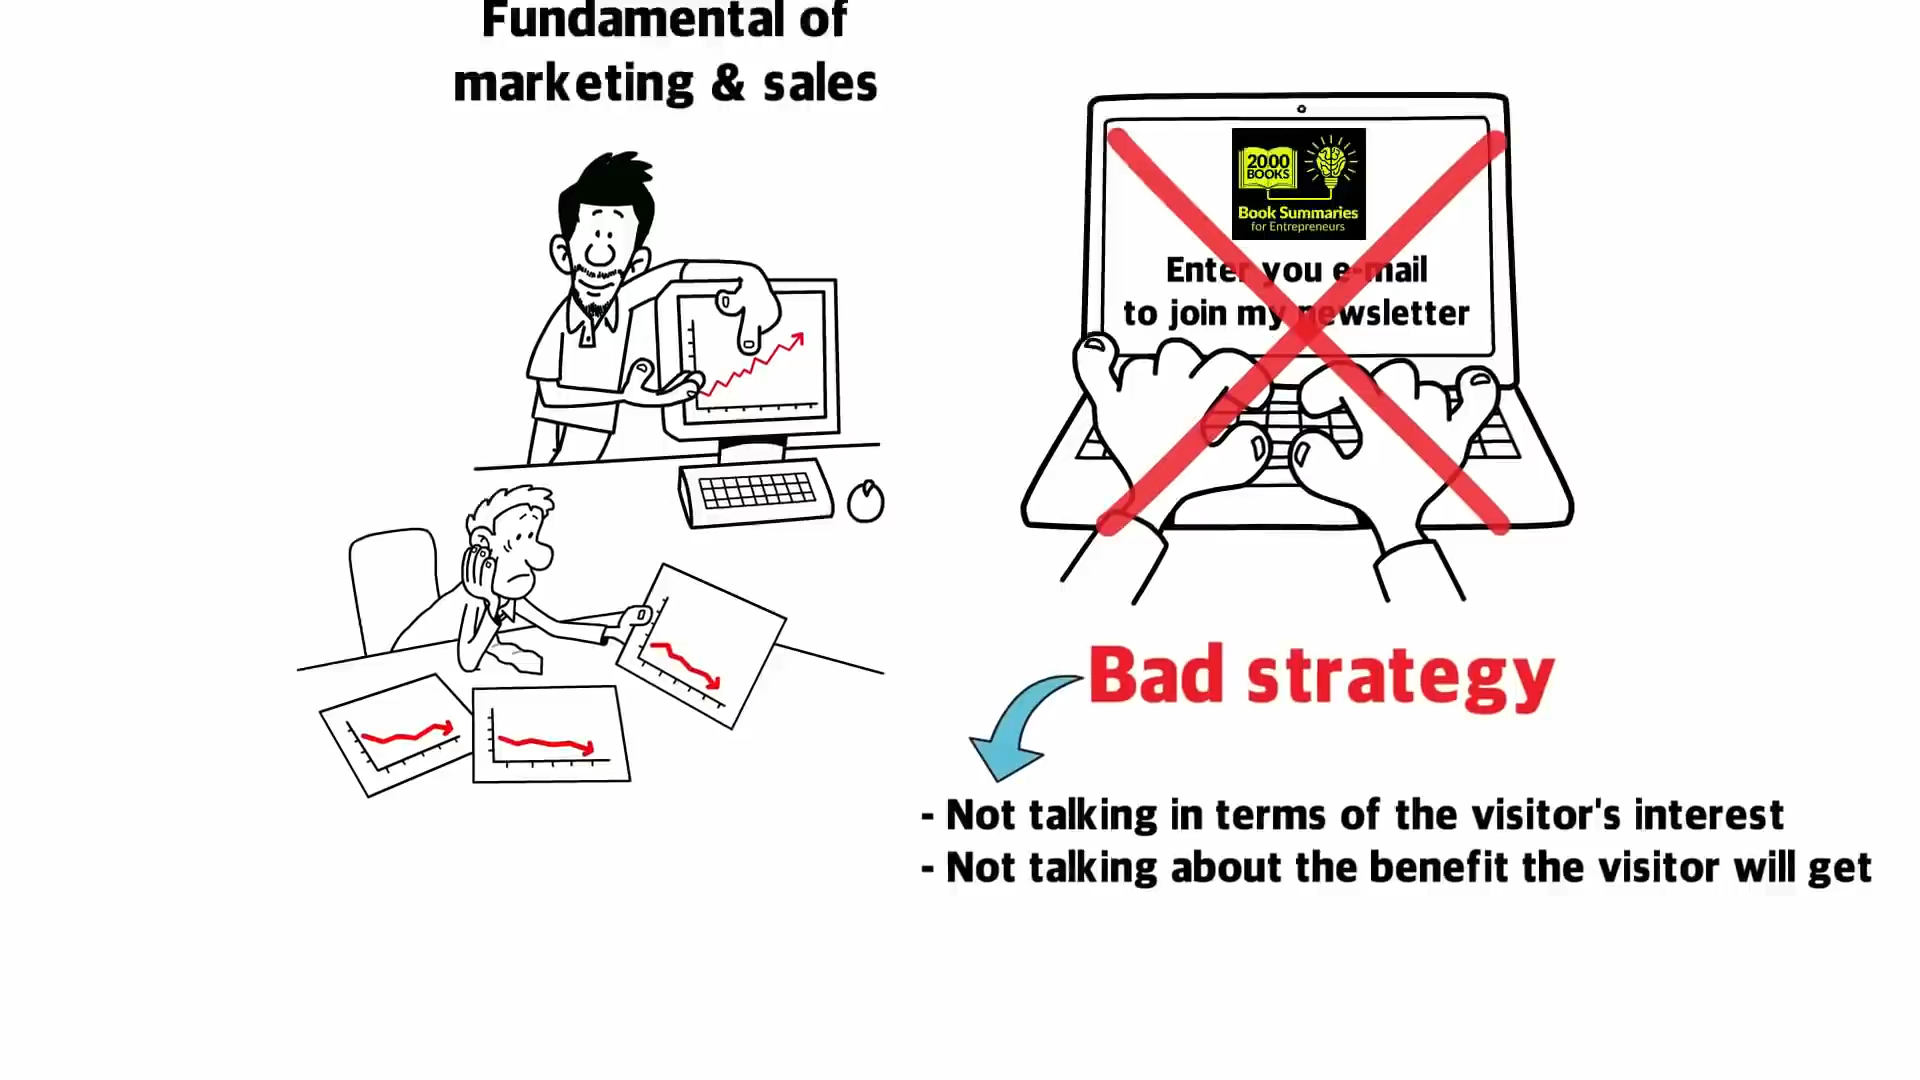 Fundamental of
marketing & sales
2000
BOOKS
Book Summaries
for Entrepreneurs
Enter you e-mail
to join my newsletter
Bad strategy
- Not talking in terms of the visitor's interest
- Not talking about the benefit the visitor will get